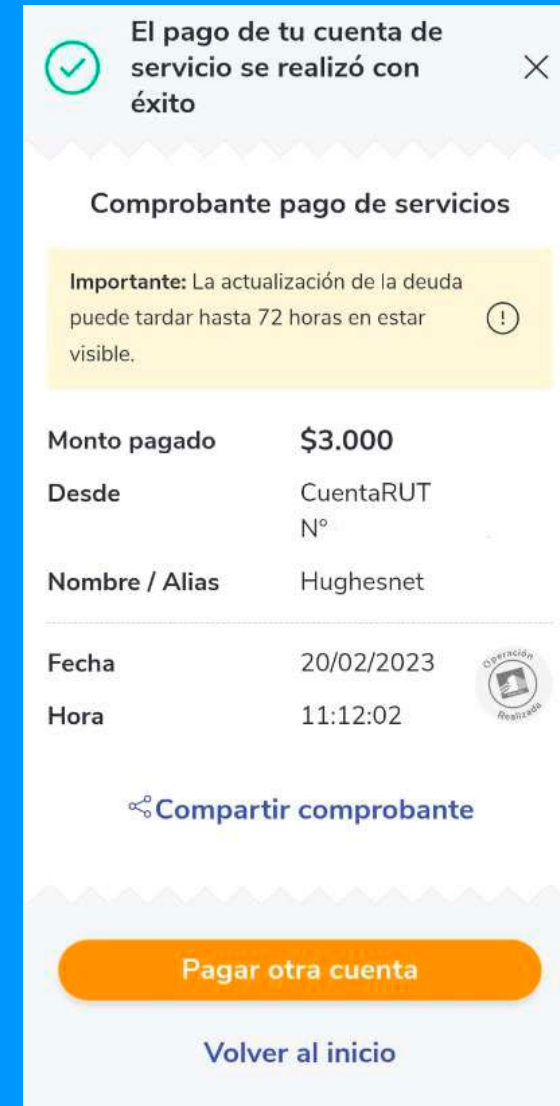 El pago de tu cuenta de
servicio se realizó con
éxito
Comprobante pago de servicios
Importante: La actualización de la deuda
puede tardar hasta 72 horas en estar
visible.
Monto pagado $3.000
Desde CuentaRUT
N°
Nombre / Alias Hughesnet
Fecha 20/02/2023
Operación
Realizada
Hora 11:12:02
Compartir comprobante
Pagar otra cuenta
Volver al inicio